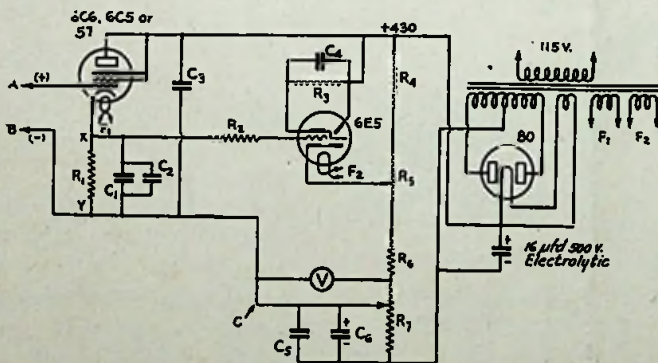 6C6, 6C5 or
57
+430
115 V.
A
(+)
C4
C3
R3
R4
F1
B
(-)
X
R2
6E5
80
F1
F2
R1
C1
C2
F2
R5
Y
16 µfd 500 v.
Electrolytic
+
-
R6
V
C
+
R7
C5
C6